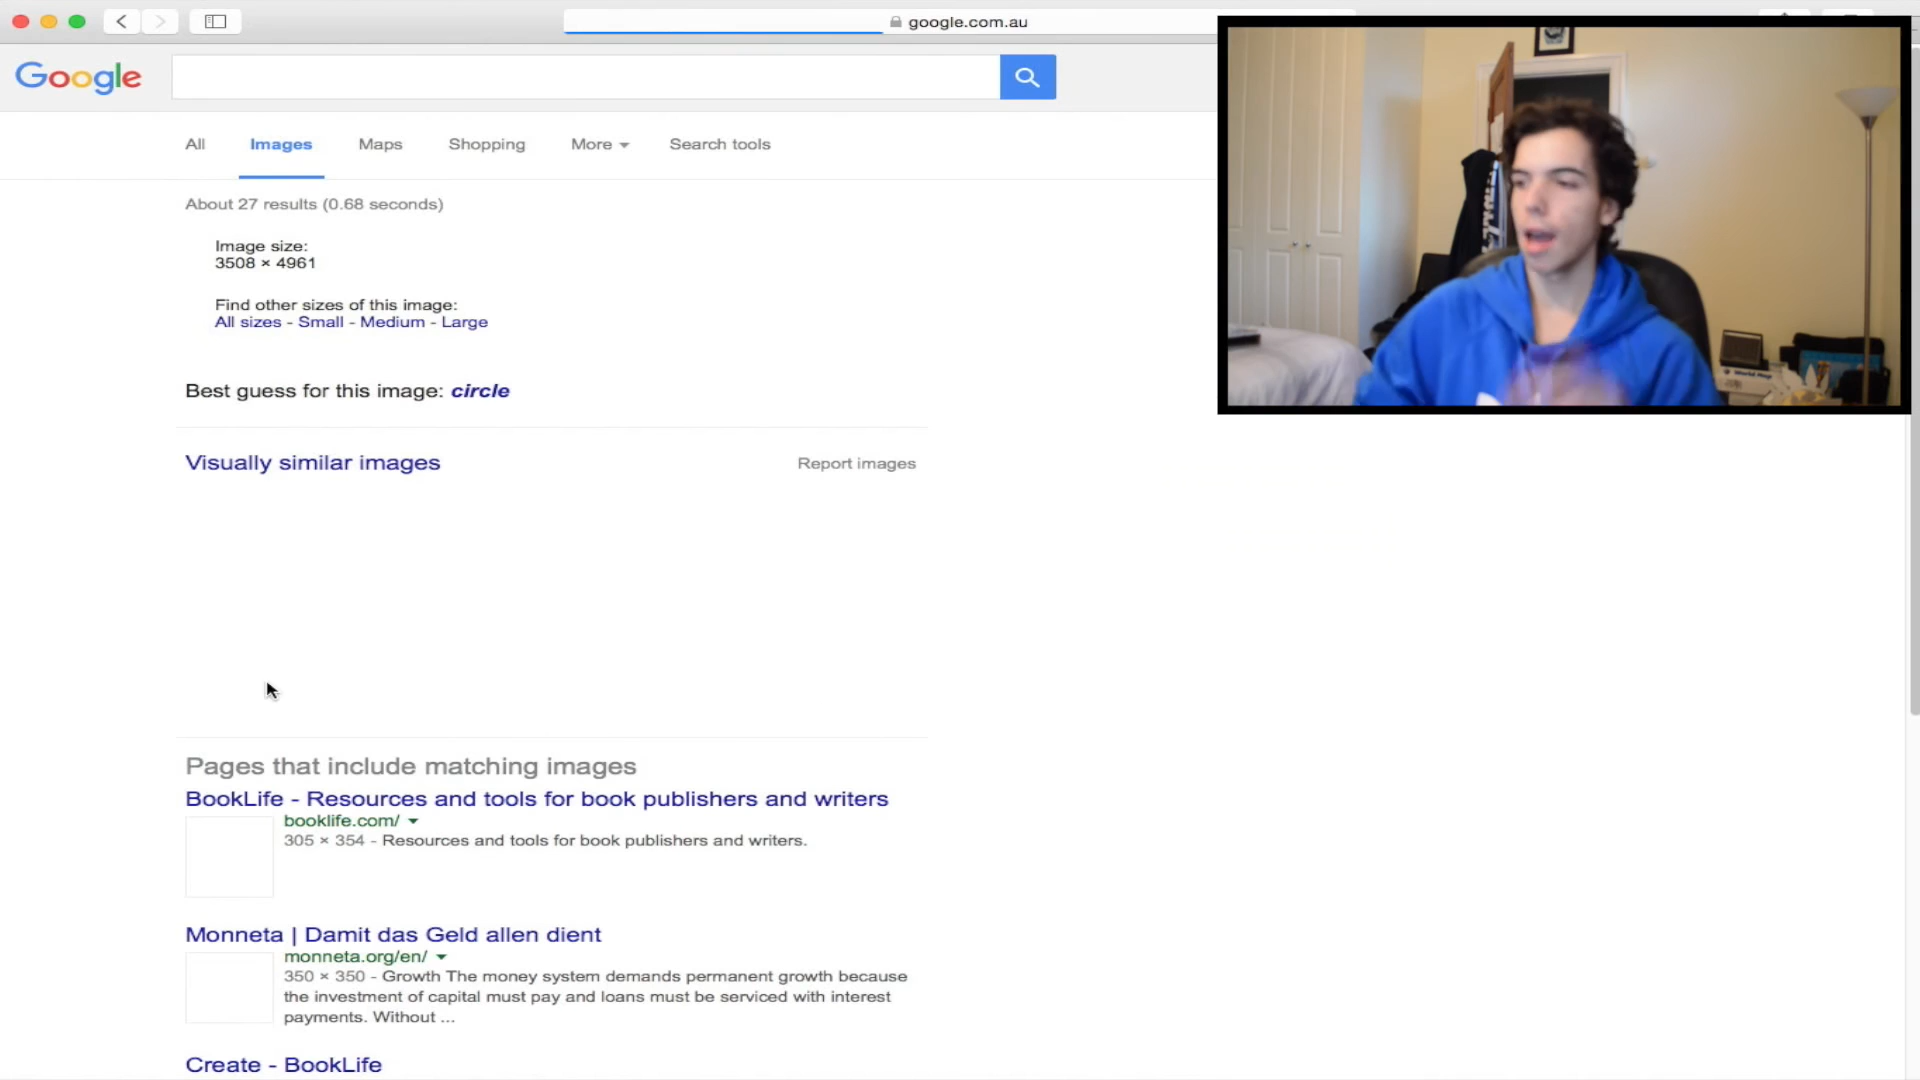 google.com.au
Google
All Images Maps Shopping More Search tools
About 27 results (0.68 seconds)
Image size:
3508 × 4961
Find other sizes of this image:
All sizes - Small - Medium - Large
Best guess for this image: circle
Visually similar images Report images
Pages that include matching images
BookLife - Resources and tools for book publishers and writers
booklife.com/
305 × 354 - Resources and tools for book publishers and writers.
Monneta | Damit das Geld allen dient
monneta.org/en/
350 × 350 - Growth The money system demands permanent growth because
the investment of capital must pay and loans must be serviced with interest
payments. Without ...
Create - BookLife
World Map